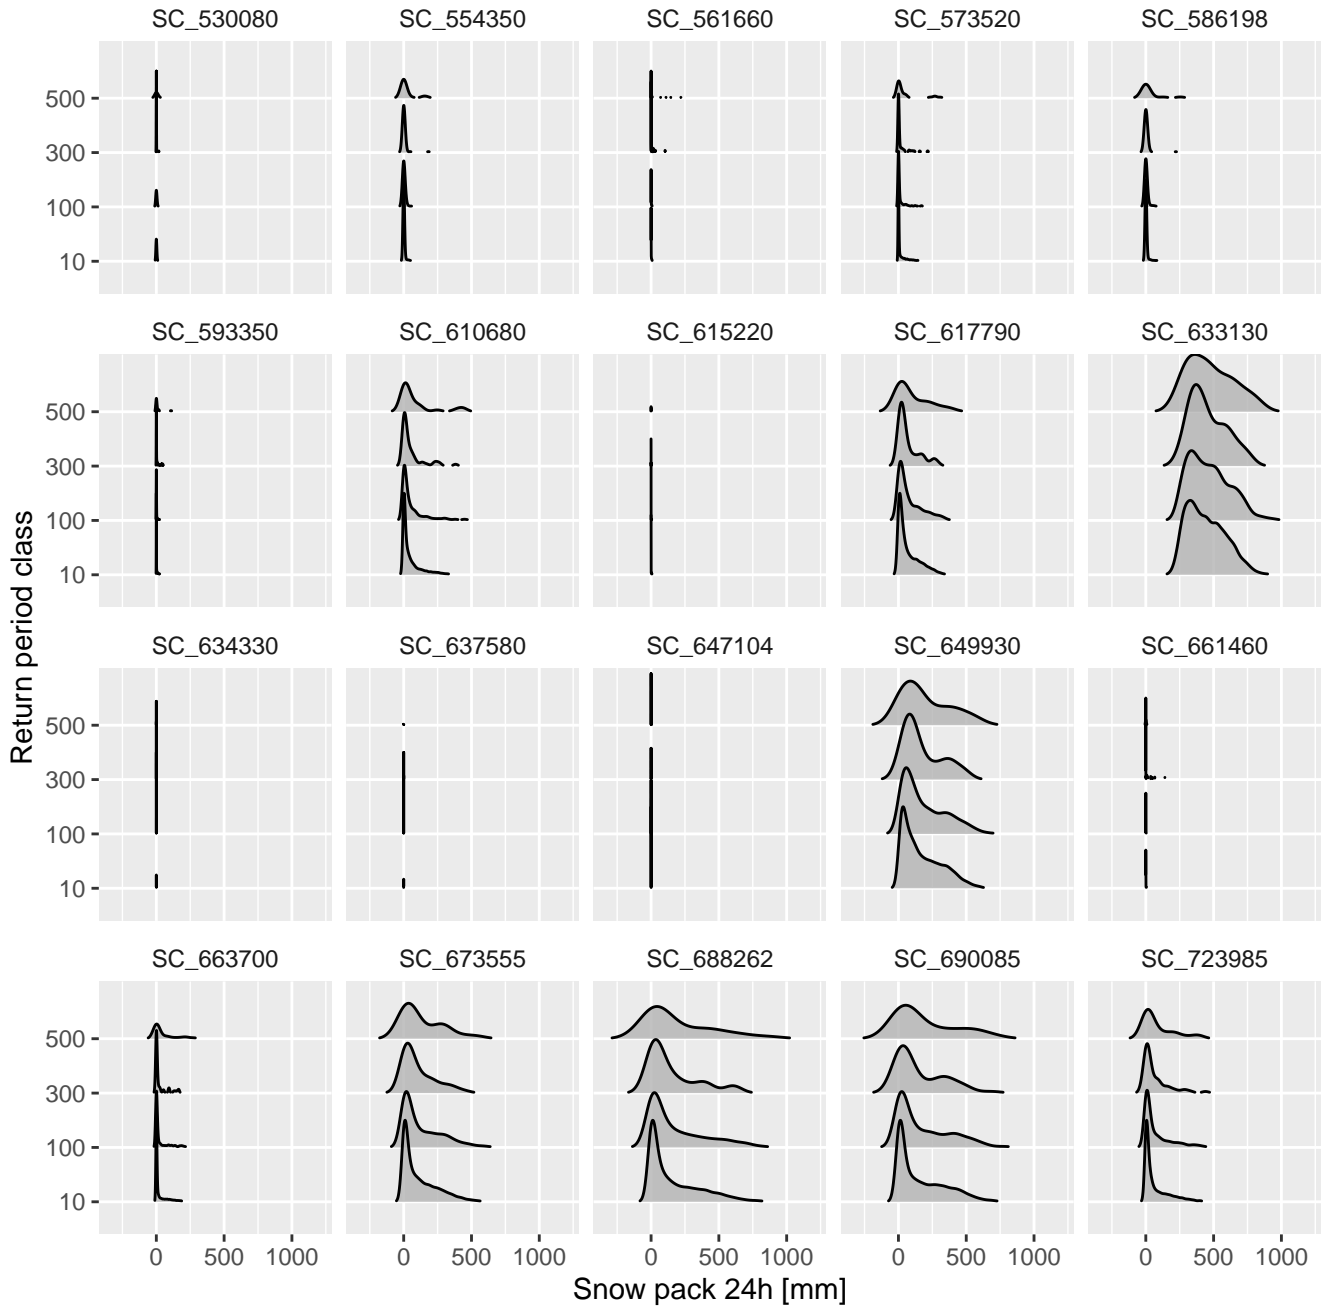 SC_530080 SC_554350 SC_561660 SC_573520 SC_586198
500
300
100
10
SC_593350 SC_610680 SC_615220 SC_617790 SC_633130
500
300
100
10
Return period class
SC_634330 SC_637580 SC_647104 SC_649930 SC_661460
500
300
100
10
SC_663700 SC_673555 SC_688262 SC_690085 SC_723985
500
300
100
10
0 500 1000 0 500 1000 0 500 1000 0 500 1000 0 500 1000
Snow pack 24h [mm]